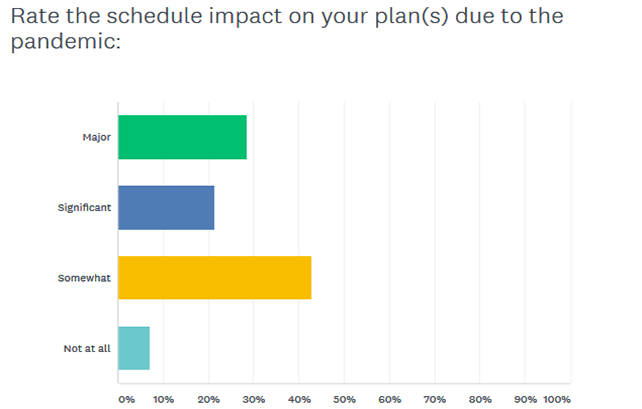 Rate the schedule impact on your plan(s) due to the
pandemic:
Major
Significant
Somewhat
Not at all
0% 10% 20% 30% 40% 50% 60% 70% 80% 90% 100%